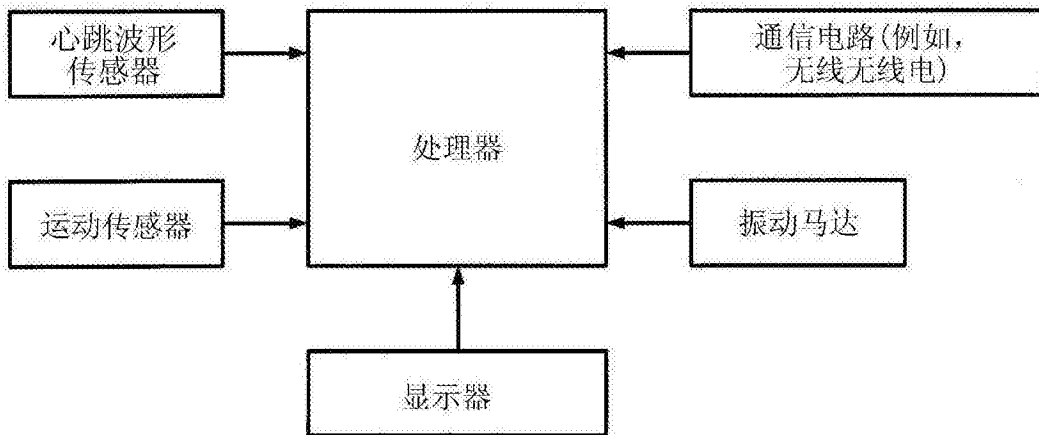 心跳波形
传感器
通信电路(例如，
无线无线电)
处理器
运动传感器
振动马达
显示器